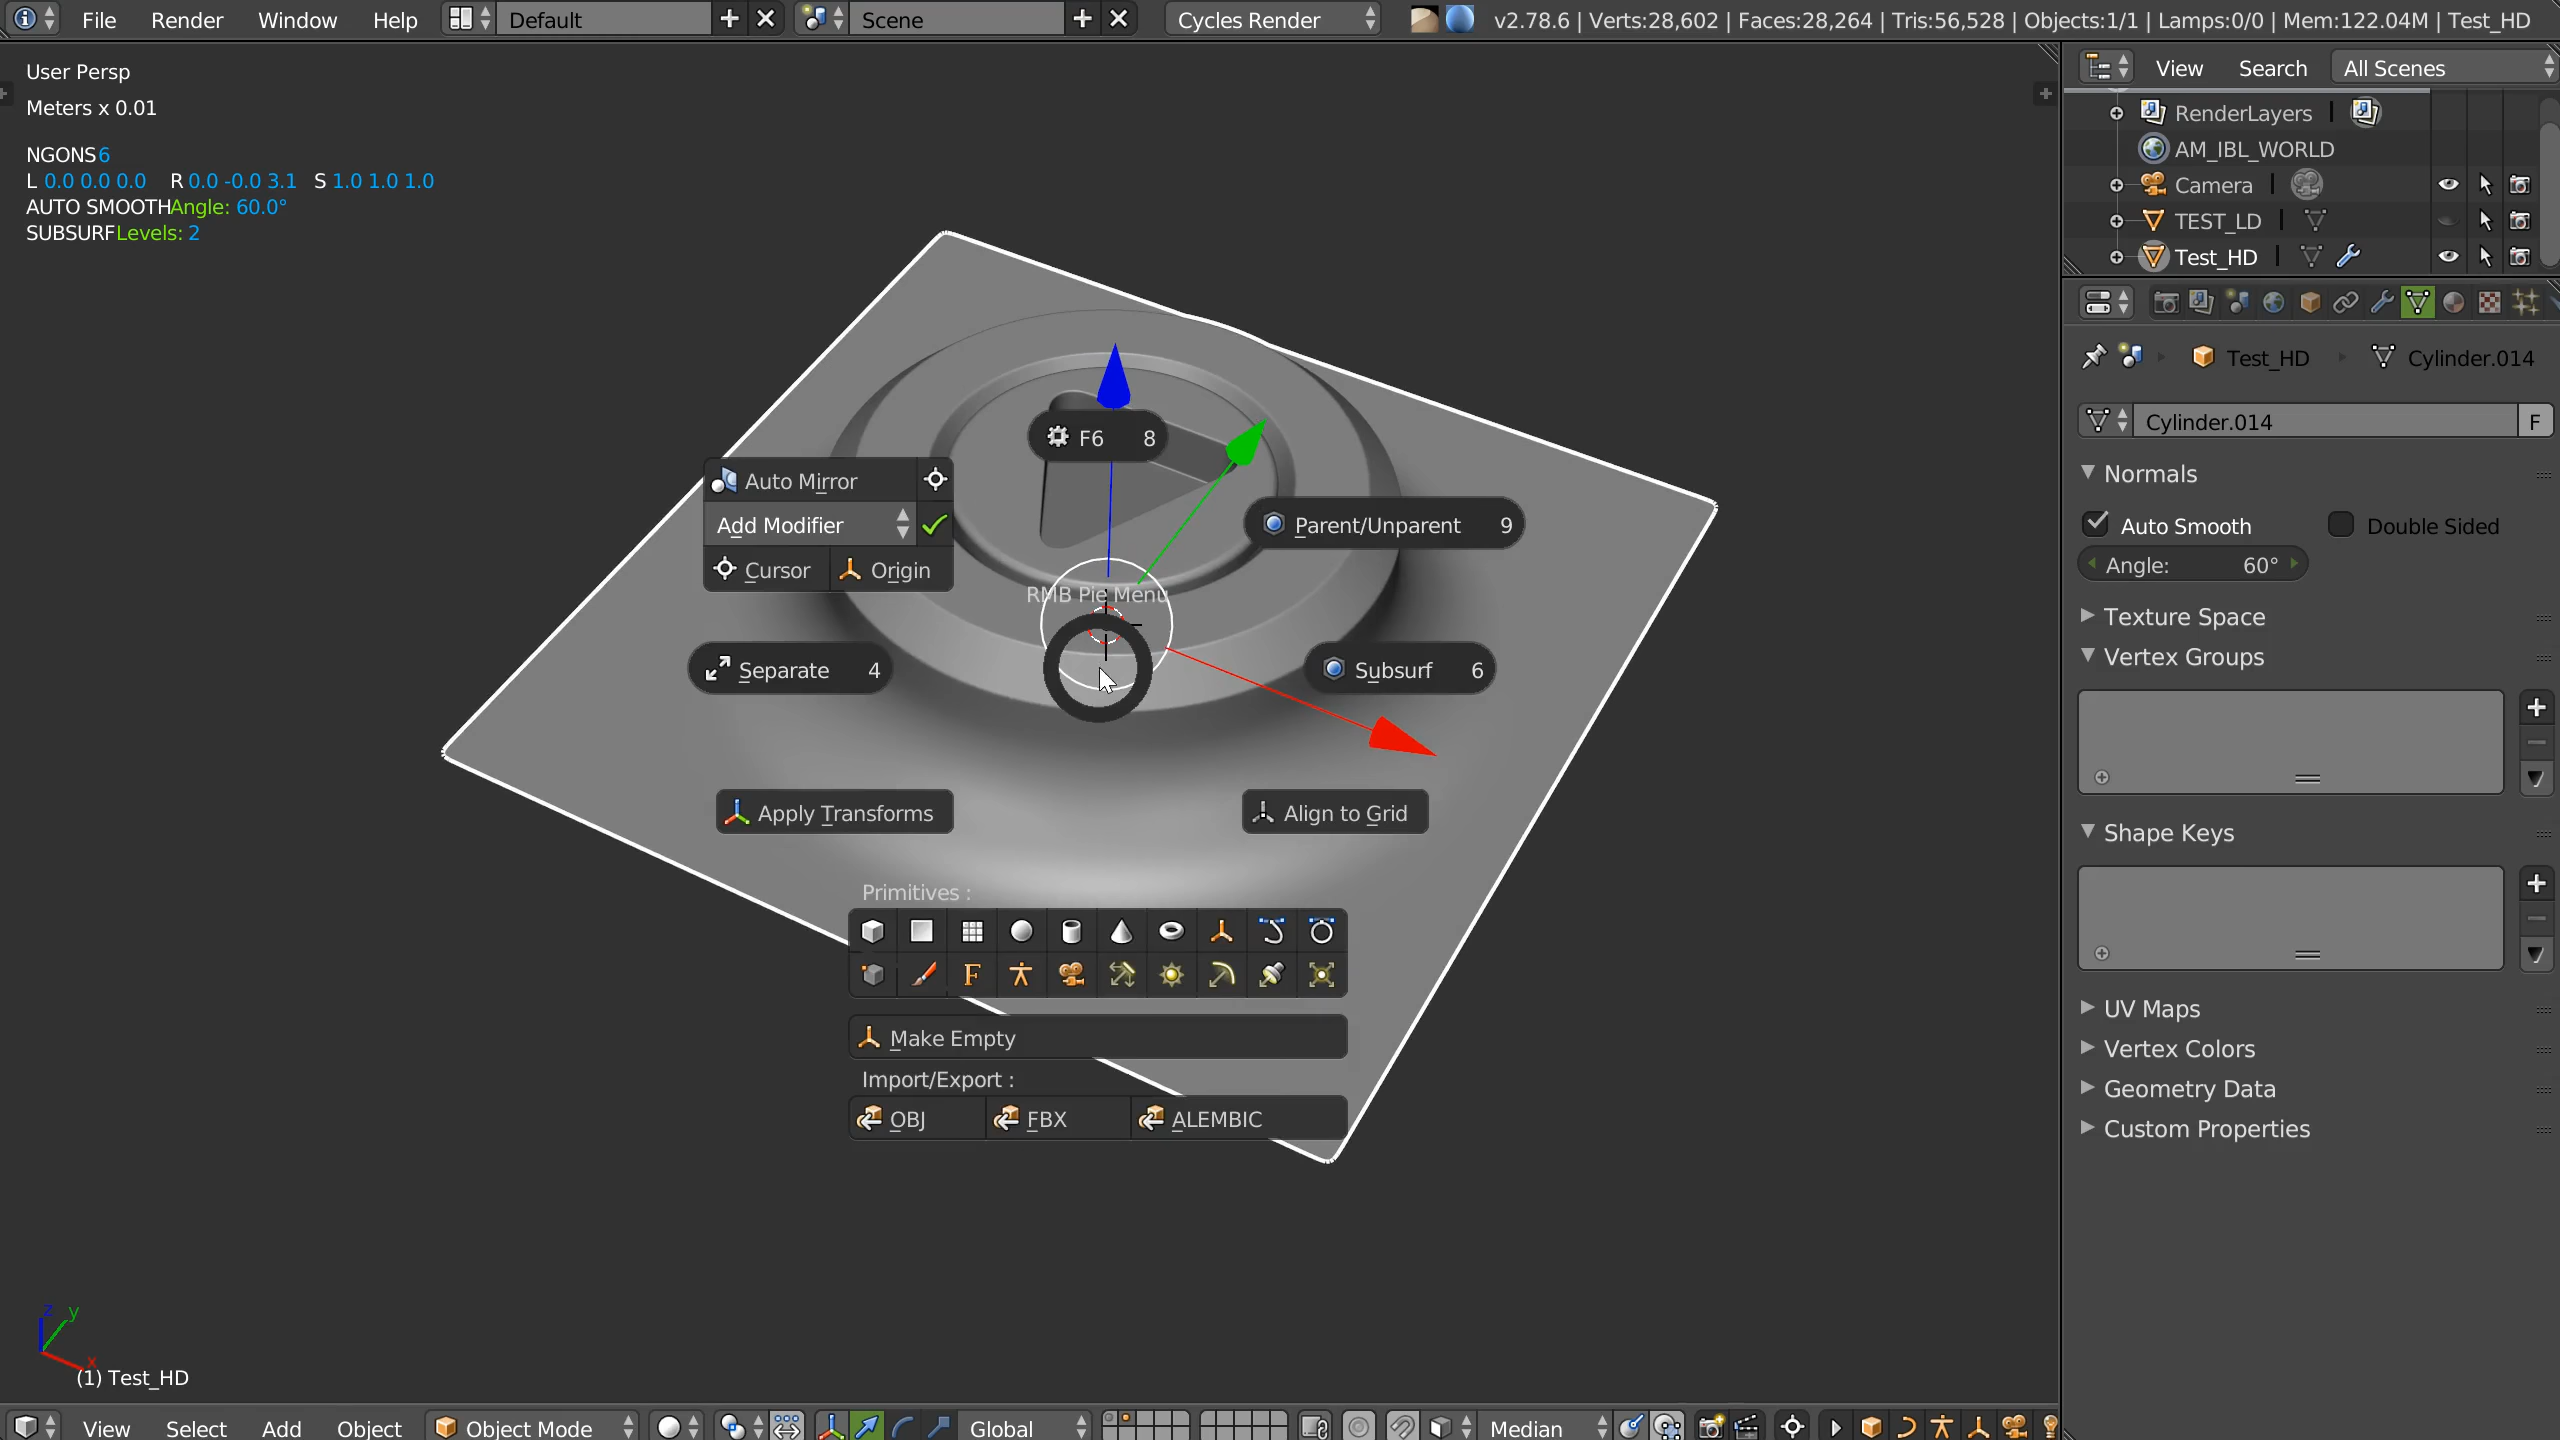 File Render Window Help Default Scene Cycles Render v2.78.6 | Verts:28,602 | Faces:28,264 | Tris:56,528 | Objects:1/1 | Lamps:0/0 | Mem:122.04M | Test_HD
User Persp
Meters x 0.01
NGONS 6
L 0.0 0.0 0.0 R 0.0 -0.0 3.1 S 1.0 1.0 1.0
AUTO SMOOTH Angle: 60.0°
SUBSURF Levels: 2
F6 8
Auto Mirror
Add Modifier
Cursor Origin
Parent/Unparent 9
RMB Pie Menu
Separate 4
Subsurf 6
Apply Transforms
Align to Grid
Primitives :
F
Make Empty
Import/Export :
OBJ FBX ALEMBIC
z y
x
(1) Test_HD
View Select Add Object Object Mode Global Median
View Search All Scenes
RenderLayers
AM_IBL_WORLD
Camera
TEST_LD
Test_HD
Test_HD Cylinder.014
Cylinder.014 F
Normals
Auto Smooth Double Sided
Angle: 60°
Texture Space
Vertex Groups
Shape Keys
UV Maps
Vertex Colors
Geometry Data
Custom Properties